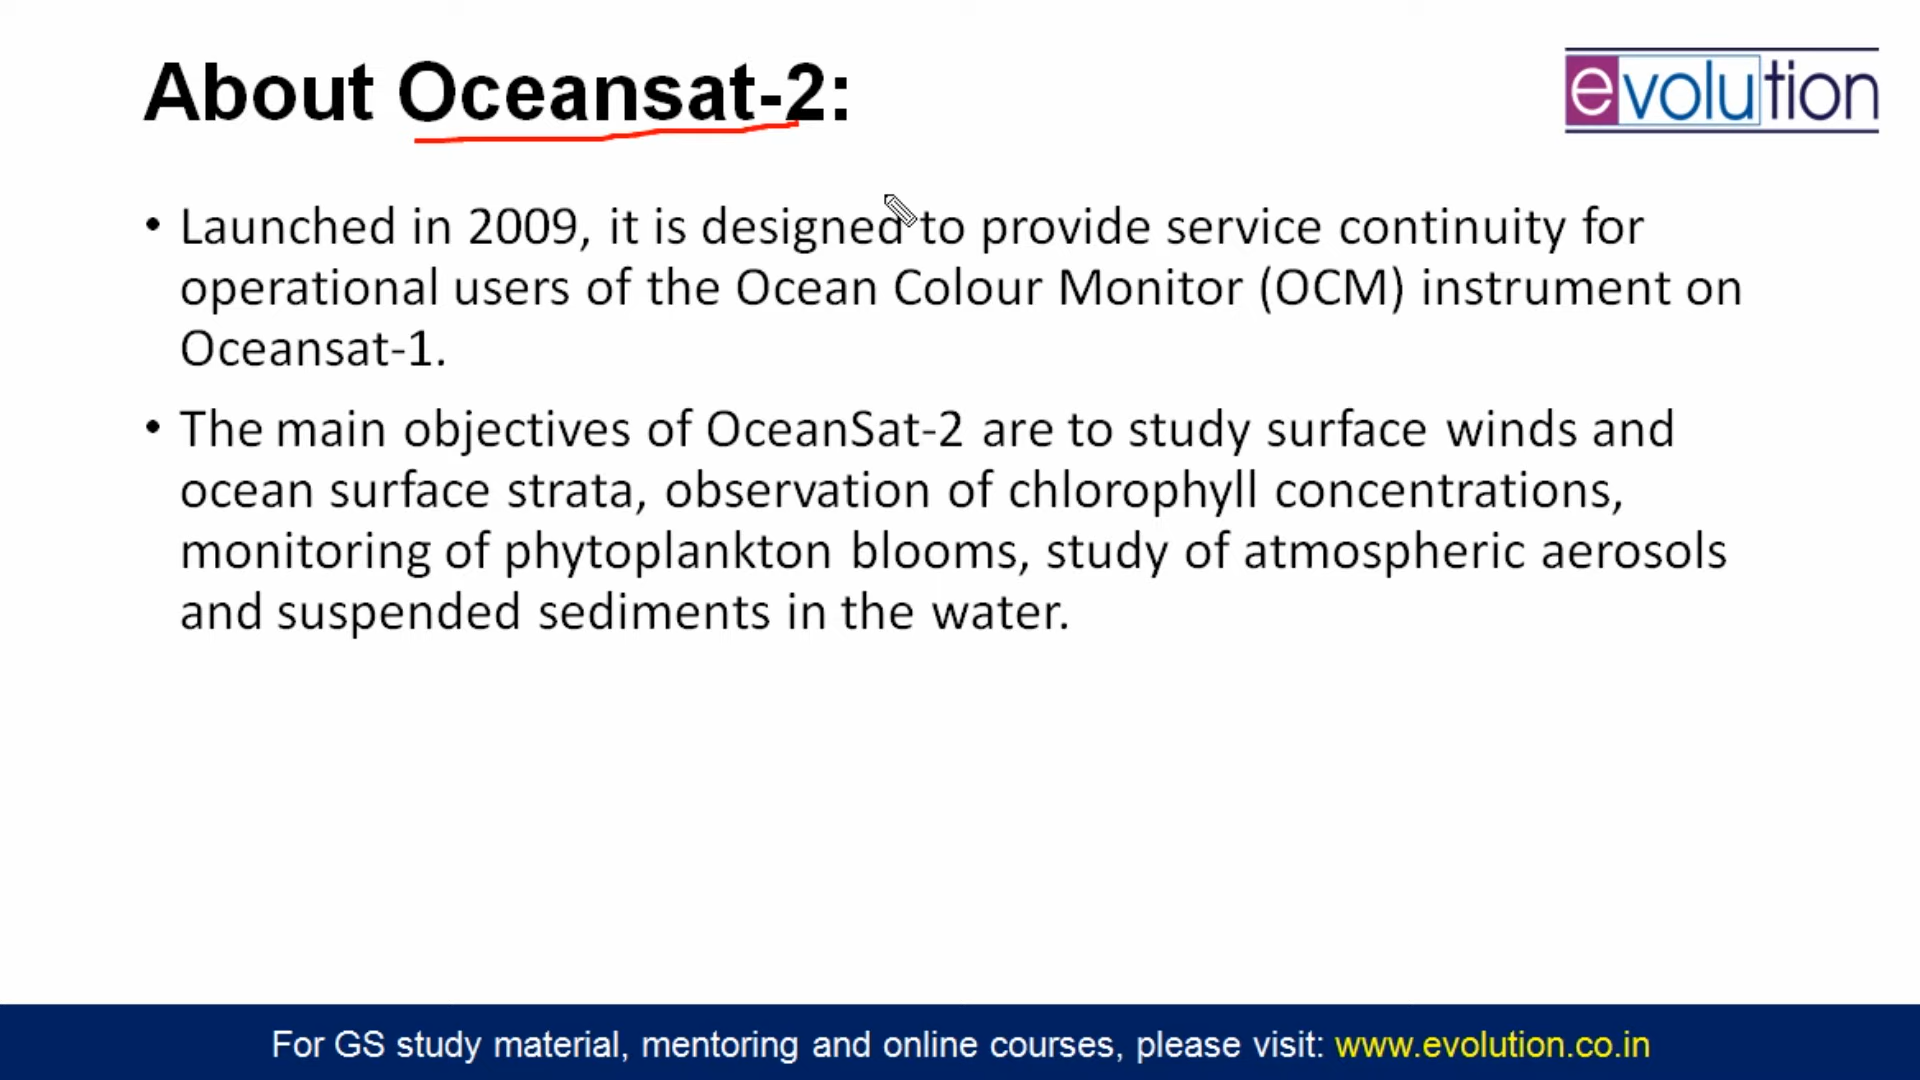 About Oceansat-2:
evolution
• Launched in 2009, it is designed to provide service continuity for
operational users of the Ocean Colour Monitor (OCM) instrument on
Oceansat-1.
• The main objectives of OceanSat-2 are to study surface winds and
ocean surface strata, observation of chlorophyll concentrations,
monitoring of phytoplankton blooms, study of atmospheric aerosols
and suspended sediments in the water.
For GS study material, mentoring and online courses, please visit: www.evolution.co.in